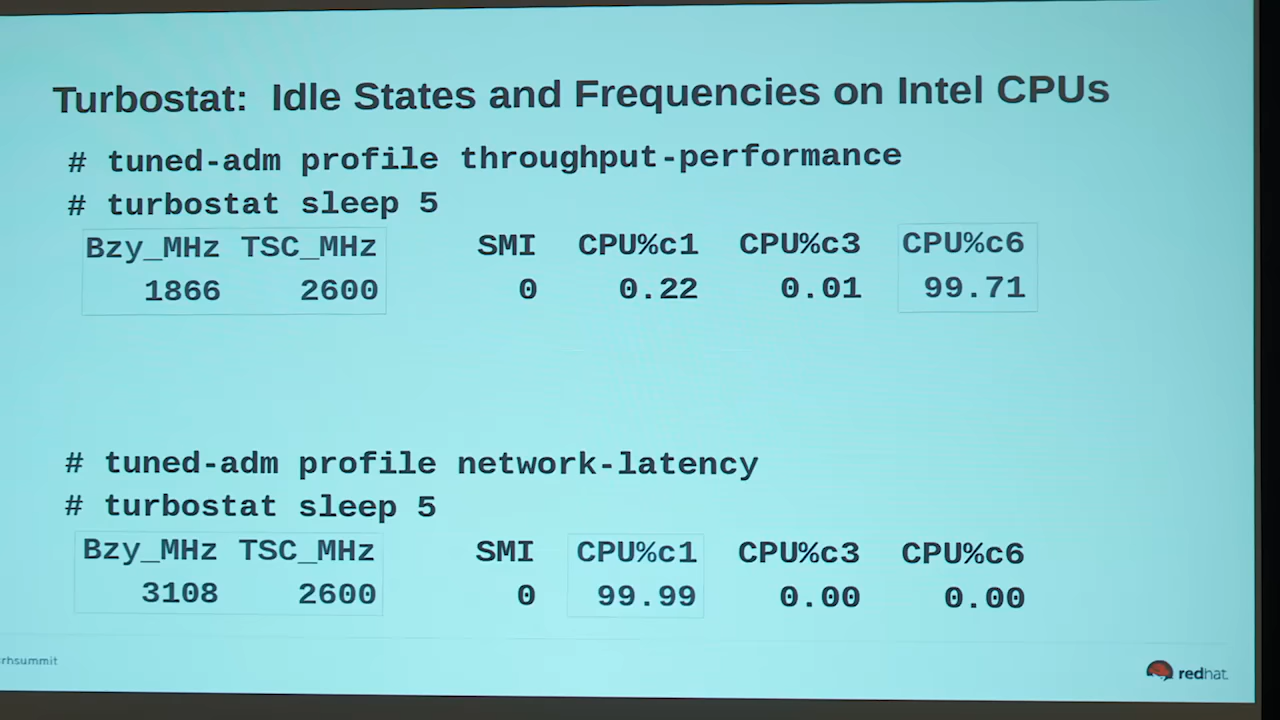 Turbostat: Idle States and Frequencies on Intel CPUs
# tuned-adm profile throughput-performance
# turbostat sleep 5
Bzy_MHz TSC_MHz SMI CPU%c1 CPU%c3 CPU%c6
1866 2600 0 0.22 0.01 99.71
# tuned-adm profile network-latency
# turbostat sleep 5
Bzy_MHz TSC_MHz SMI CPU%c1 CPU%c3 CPU%c6
3108 2600 0 99.99 0.00 0.00
rhsummit
redhat.